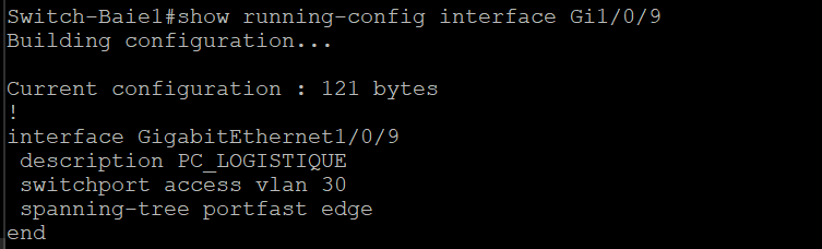 Switch-Baie1#show running-config interface Gi1/0/9
Building configuration...
Current configuration : 121 bytes
!
interface GigabitEthernet1/0/9
description PC_LOGISTIQUE
switchport access vlan 30
spanning-tree portfast edge
end